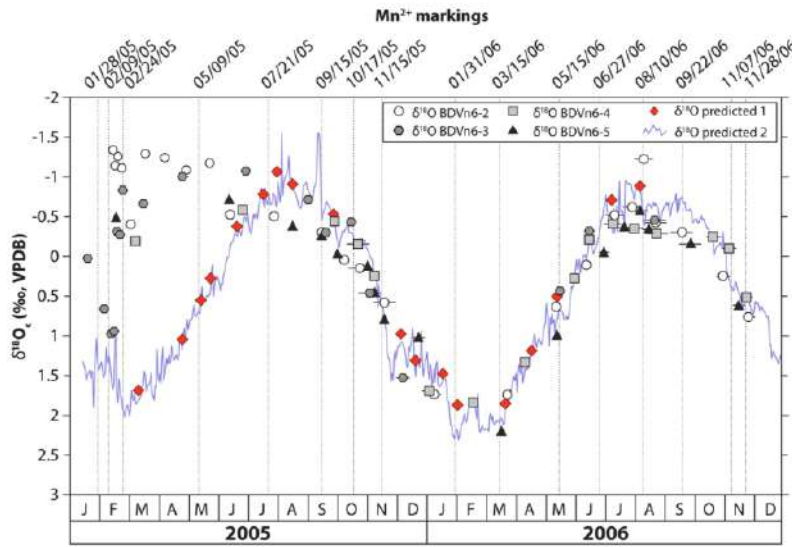 Mn²⁺ markings
01/28/05 02/09/05 02/24/05 05/09/05 07/21/05 09/15/05 10/17/05 11/15/05 01/31/06 03/15/06 05/15/06 06/27/06 08/10/06 09/22/06 11/07/06 11/28/06
-2
δ¹⁸O BDVn6-2 δ¹⁸O BDVn6-4 δ¹⁸O predicted 1
δ¹⁸O BDVn6-3 δ¹⁸O BDVn6-5 δ¹⁸O predicted 2
-1.5
-1
-0.5
0
0.5
1
1.5
2
2.5
3
δ¹⁸Oc (‰, VPDB)
J F M A M J J A S O N D J F M A M J J A S O N D
2005 2006